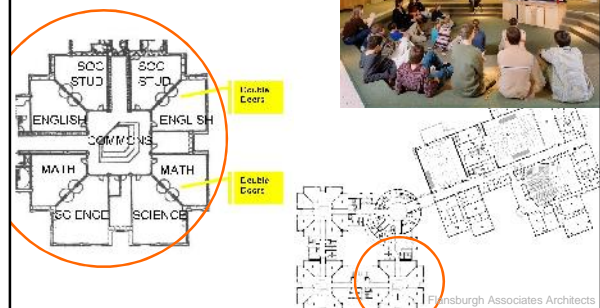 SOC STUD
SOC STUD
ENGLISH
ENGLISH
COMMONS
MATH
MATH
SCIENCE
SCIENCE
Double Doors
Double Doors
Flansburgh Associates Architects